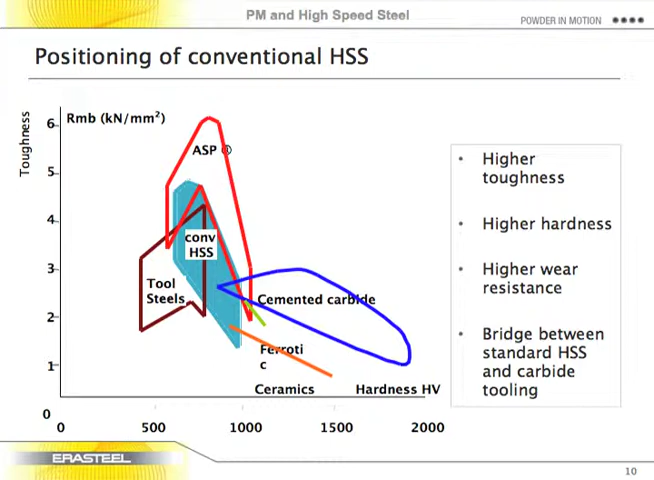 PM and High Speed Steel
POWDER IN MOTION
Positioning of conventional HSS
Toughness
Rmb (kN/mm²)
6
5
4
3
2
1
0
ASP ®
conv
HSS
Tool
Steels
Cemented carbide
Ferroti
c
Ceramics
Hardness HV
0
500
1000
1500
2000
• Higher
toughness
• Higher hardness
• Higher wear
resistance
• Bridge between
standard HSS
and carbide
tooling
ERASTEEL
10